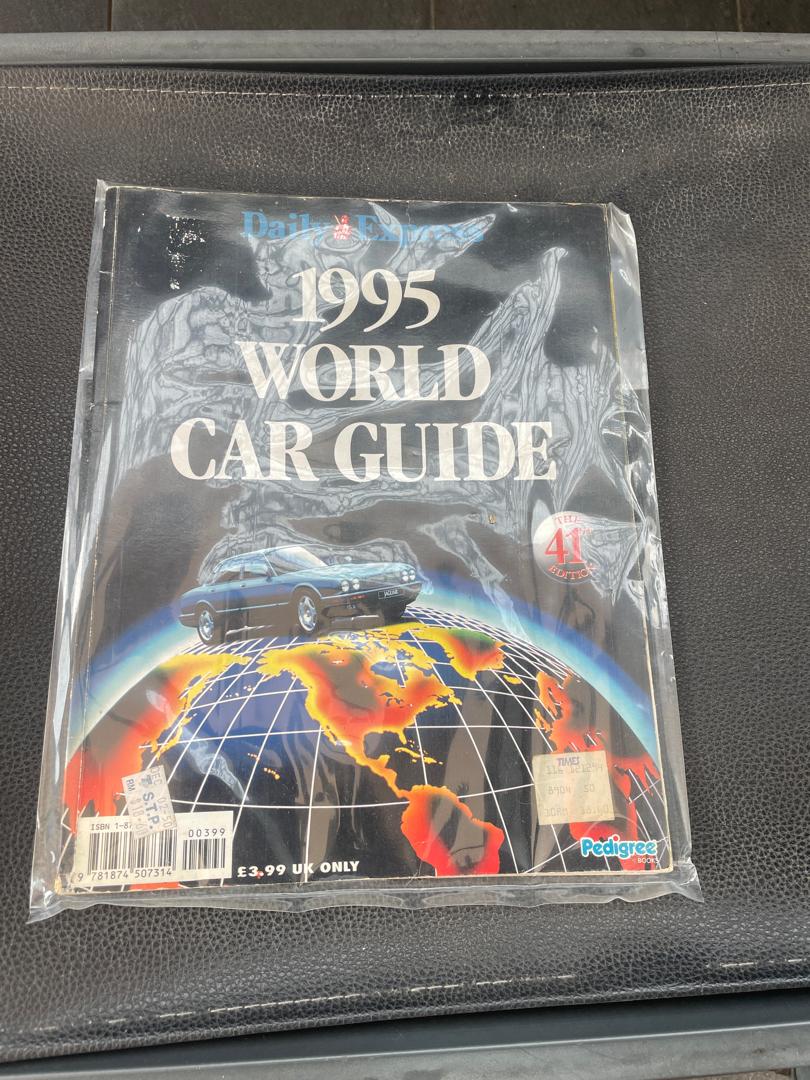 Daily Express
1995
WORLD
CAR GUIDE
THE
41
EDITION
JAGUAR
TIMES
Pedigree
BOOKS
S.T.P.
ISBN 1-87
00399
9 781874 507314
£3.99 UK ONLY